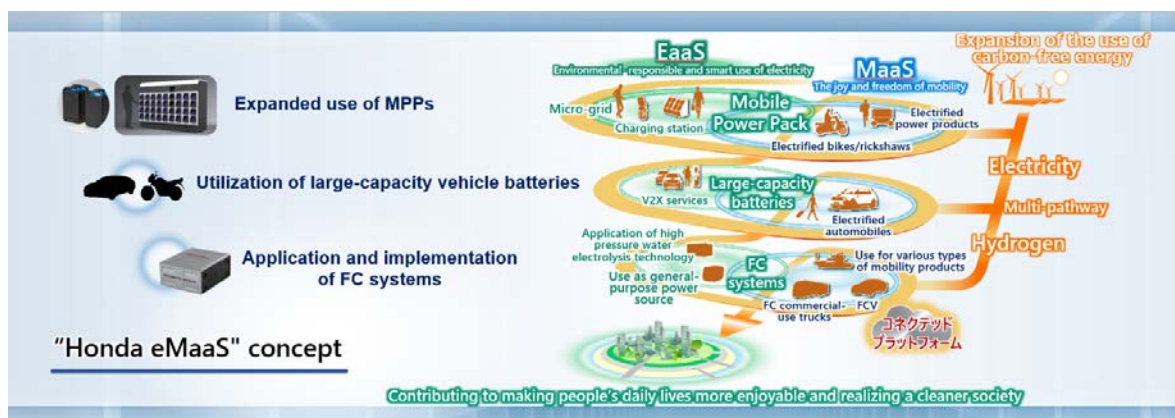 EaaS
Environmental-responsible and smart use of electricity
MaaS
The joy and freedom of mobility
Expansion of the use of
carbon-free energy
Expanded use of MPPs
Micro-grid
Charging station
Mobile
Power Pack
Electrified bikes/rickshaws
Electrified
power products
Electricity
Utilization of large-capacity vehicle batteries
V2X services
Large-capacity
batteries
Electrified
automobiles
Multi-pathway
Hydrogen
Application and implementation
of FC systems
Application of high
pressure water
electrolysis technology
Use as general-
purpose power
source
FC
systems
Use for various types
of mobility products
FC commercial-
use trucks
FCV
コネクテッド
プラットフォーム
"Honda eMaaS" concept
Contributing to making people's daily lives more enjoyable and realizing a cleaner society